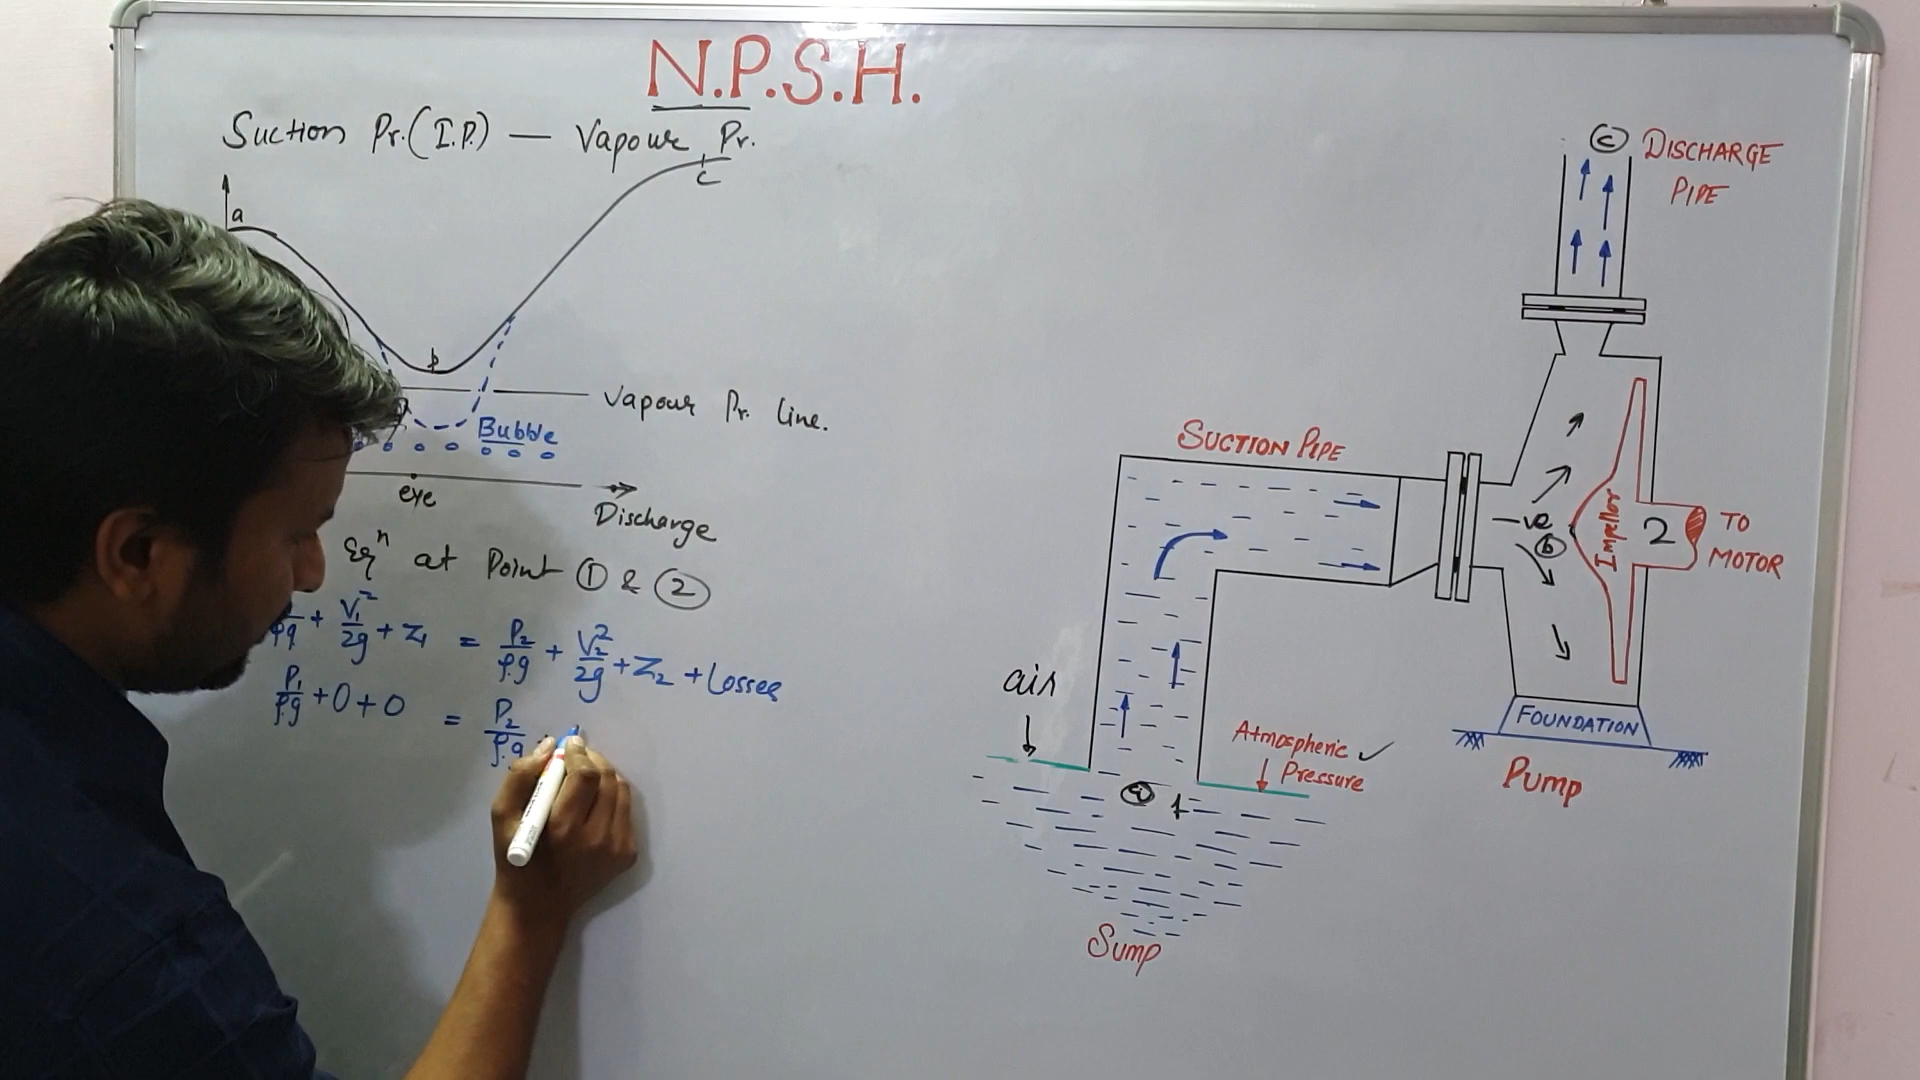 N.P.S.H.
Suction Pr.(I.P.) — Vapour Pr.
a
b
c
Vapour Pr. line.
Bubble
eye
Discharge
Eqⁿ at Point ① & ②
ρg + V₁²/2g + Z₁ = P₂/ρg + V₂²/2g + Z₂ + Losses
P₁/ρg + 0 + 0 = P₂/ρg
ⓒ DISCHARGE
PIPE
SUCTION PIPE
-ve
ⓑ
Impellor
2
TO
MOTOR
air
Atmospheric ✓
Pressure
FOUNDATION
Pump
ⓐ 1
Sump